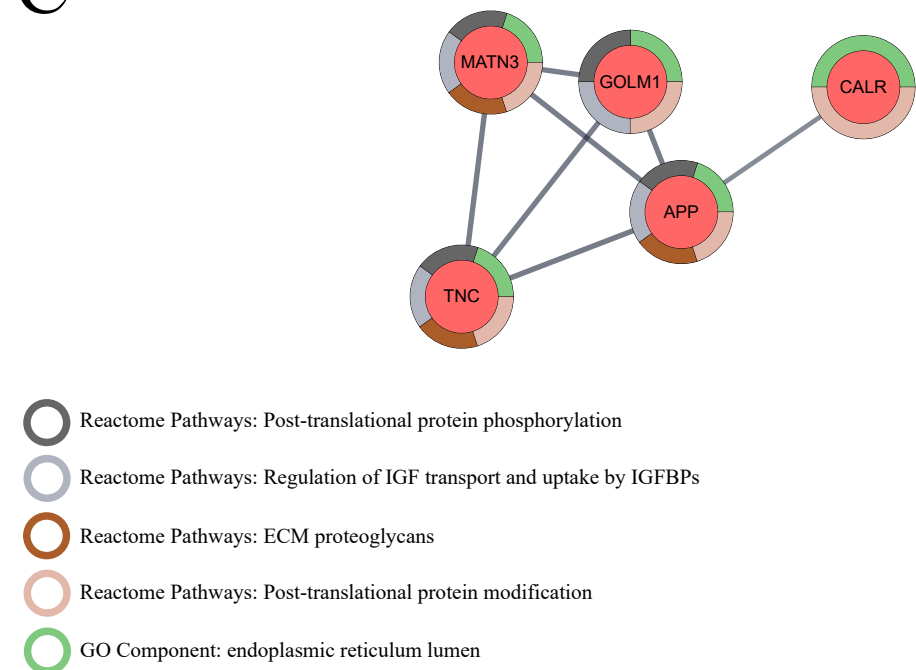 C
MATN3
GOLM1
CALR
APP
TNC
Reactome Pathways: Post-translational protein phosphorylation
Reactome Pathways: Regulation of IGF transport and uptake by IGFBPs
Reactome Pathways: ECM proteoglycans
Reactome Pathways: Post-translational protein modification
GO Component: endoplasmic reticulum lumen